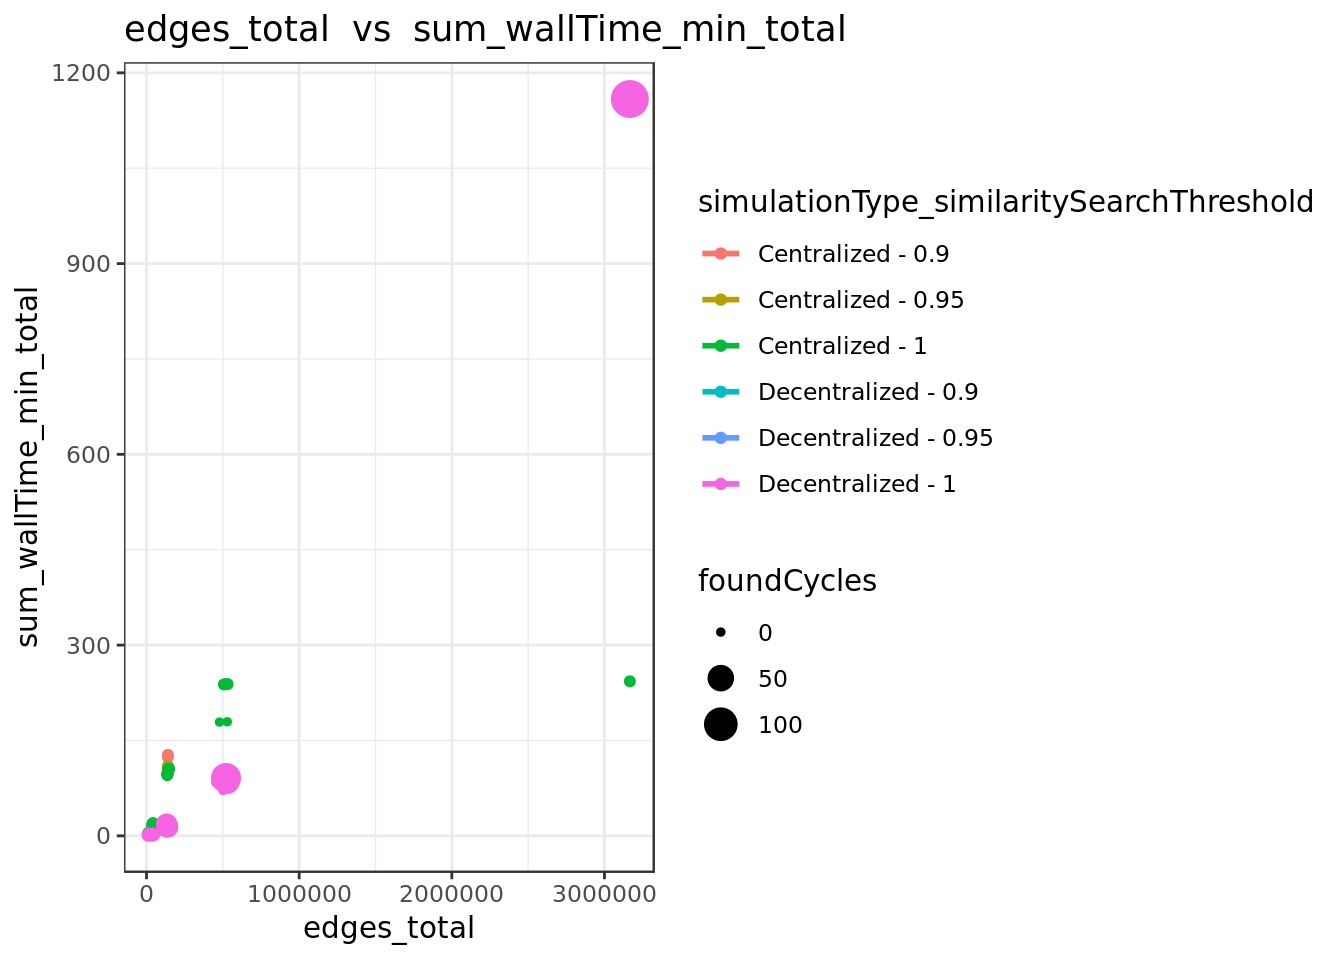 edges_total vs sum_wallTime_min_total
sum_wallTime_min_total
1200
900
600
300
0
0 1000000 2000000 3000000
edges_total
simulationType_similaritySearchThreshold
Centralized - 0.9
Centralized - 0.95
Centralized - 1
Decentralized - 0.9
Decentralized - 0.95
Decentralized - 1
foundCycles
0
50
100